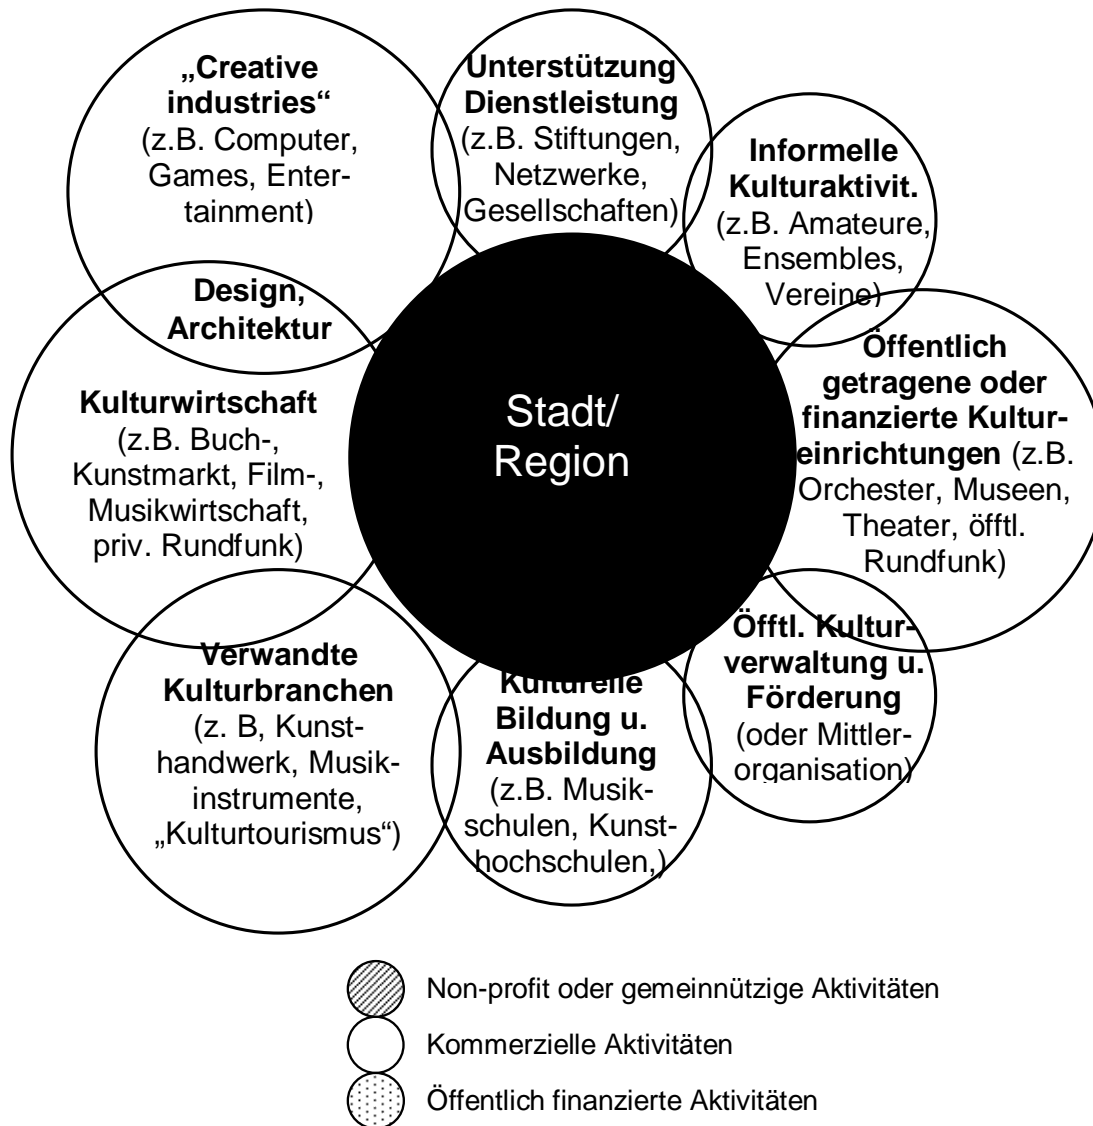 „Creative
industries“
(z.B. Computer,
Games, Enter-
tainment)
Unterstützung
Dienstleistung
(z.B. Stiftungen,
Netzwerke,
Gesellschaften)
Informelle
Kulturaktivit.
(z.B. Amateure,
Ensembles,
Vereine)
Design,
Architektur
Kulturwirtschaft
(z.B. Buch-,
Kunstmarkt, Film-,
Musikwirtschaft,
priv. Rundfunk)
Stadt/
Region
Öffentlich
getragene oder
finanzierte Kultur-
einrichtungen (z.B.
Orchester, Museen,
Theater, öfftl.
Rundfunk)
Verwandte
Kulturbranchen
(z. B, Kunst-
handwerk, Musik-
instrumente,
„Kulturtourismus“)
Kulturelle
Bildung u.
Ausbildung
(z.B. Musik-
schulen, Kunst-
hochschulen,)
Öfftl. Kultur-
verwaltung u.
Förderung
(oder Mittler-
organisation)
Non-profit oder gemeinnützige Aktivitäten
Kommerzielle Aktivitäten
Öffentlich finanzierte Aktivitäten